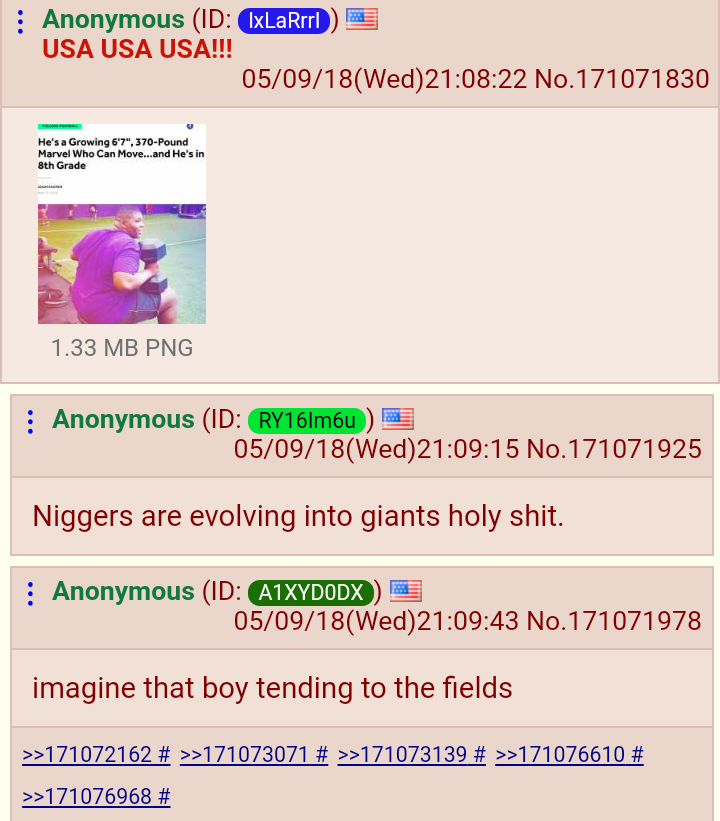 Anonymous (ID: IxLaRrrI)
USA USA USA!!!
05/09/18(Wed)21:08:22 No.171071830
He's a Growing 6'7", 370-Pound
Marvel Who Can Move...and He's in
8th Grade
1.33 MB PNG
Anonymous (ID: RY16Im6u)
05/09/18(Wed)21:09:15 No.171071925
Niggers are evolving into giants holy shit.
Anonymous (ID: A1XYD0DX)
05/09/18(Wed)21:09:43 No.171071978
imagine that boy tending to the fields
>>171072162 # >>171073071 # >>171073139 # >>171076610 #
>>171076968 #